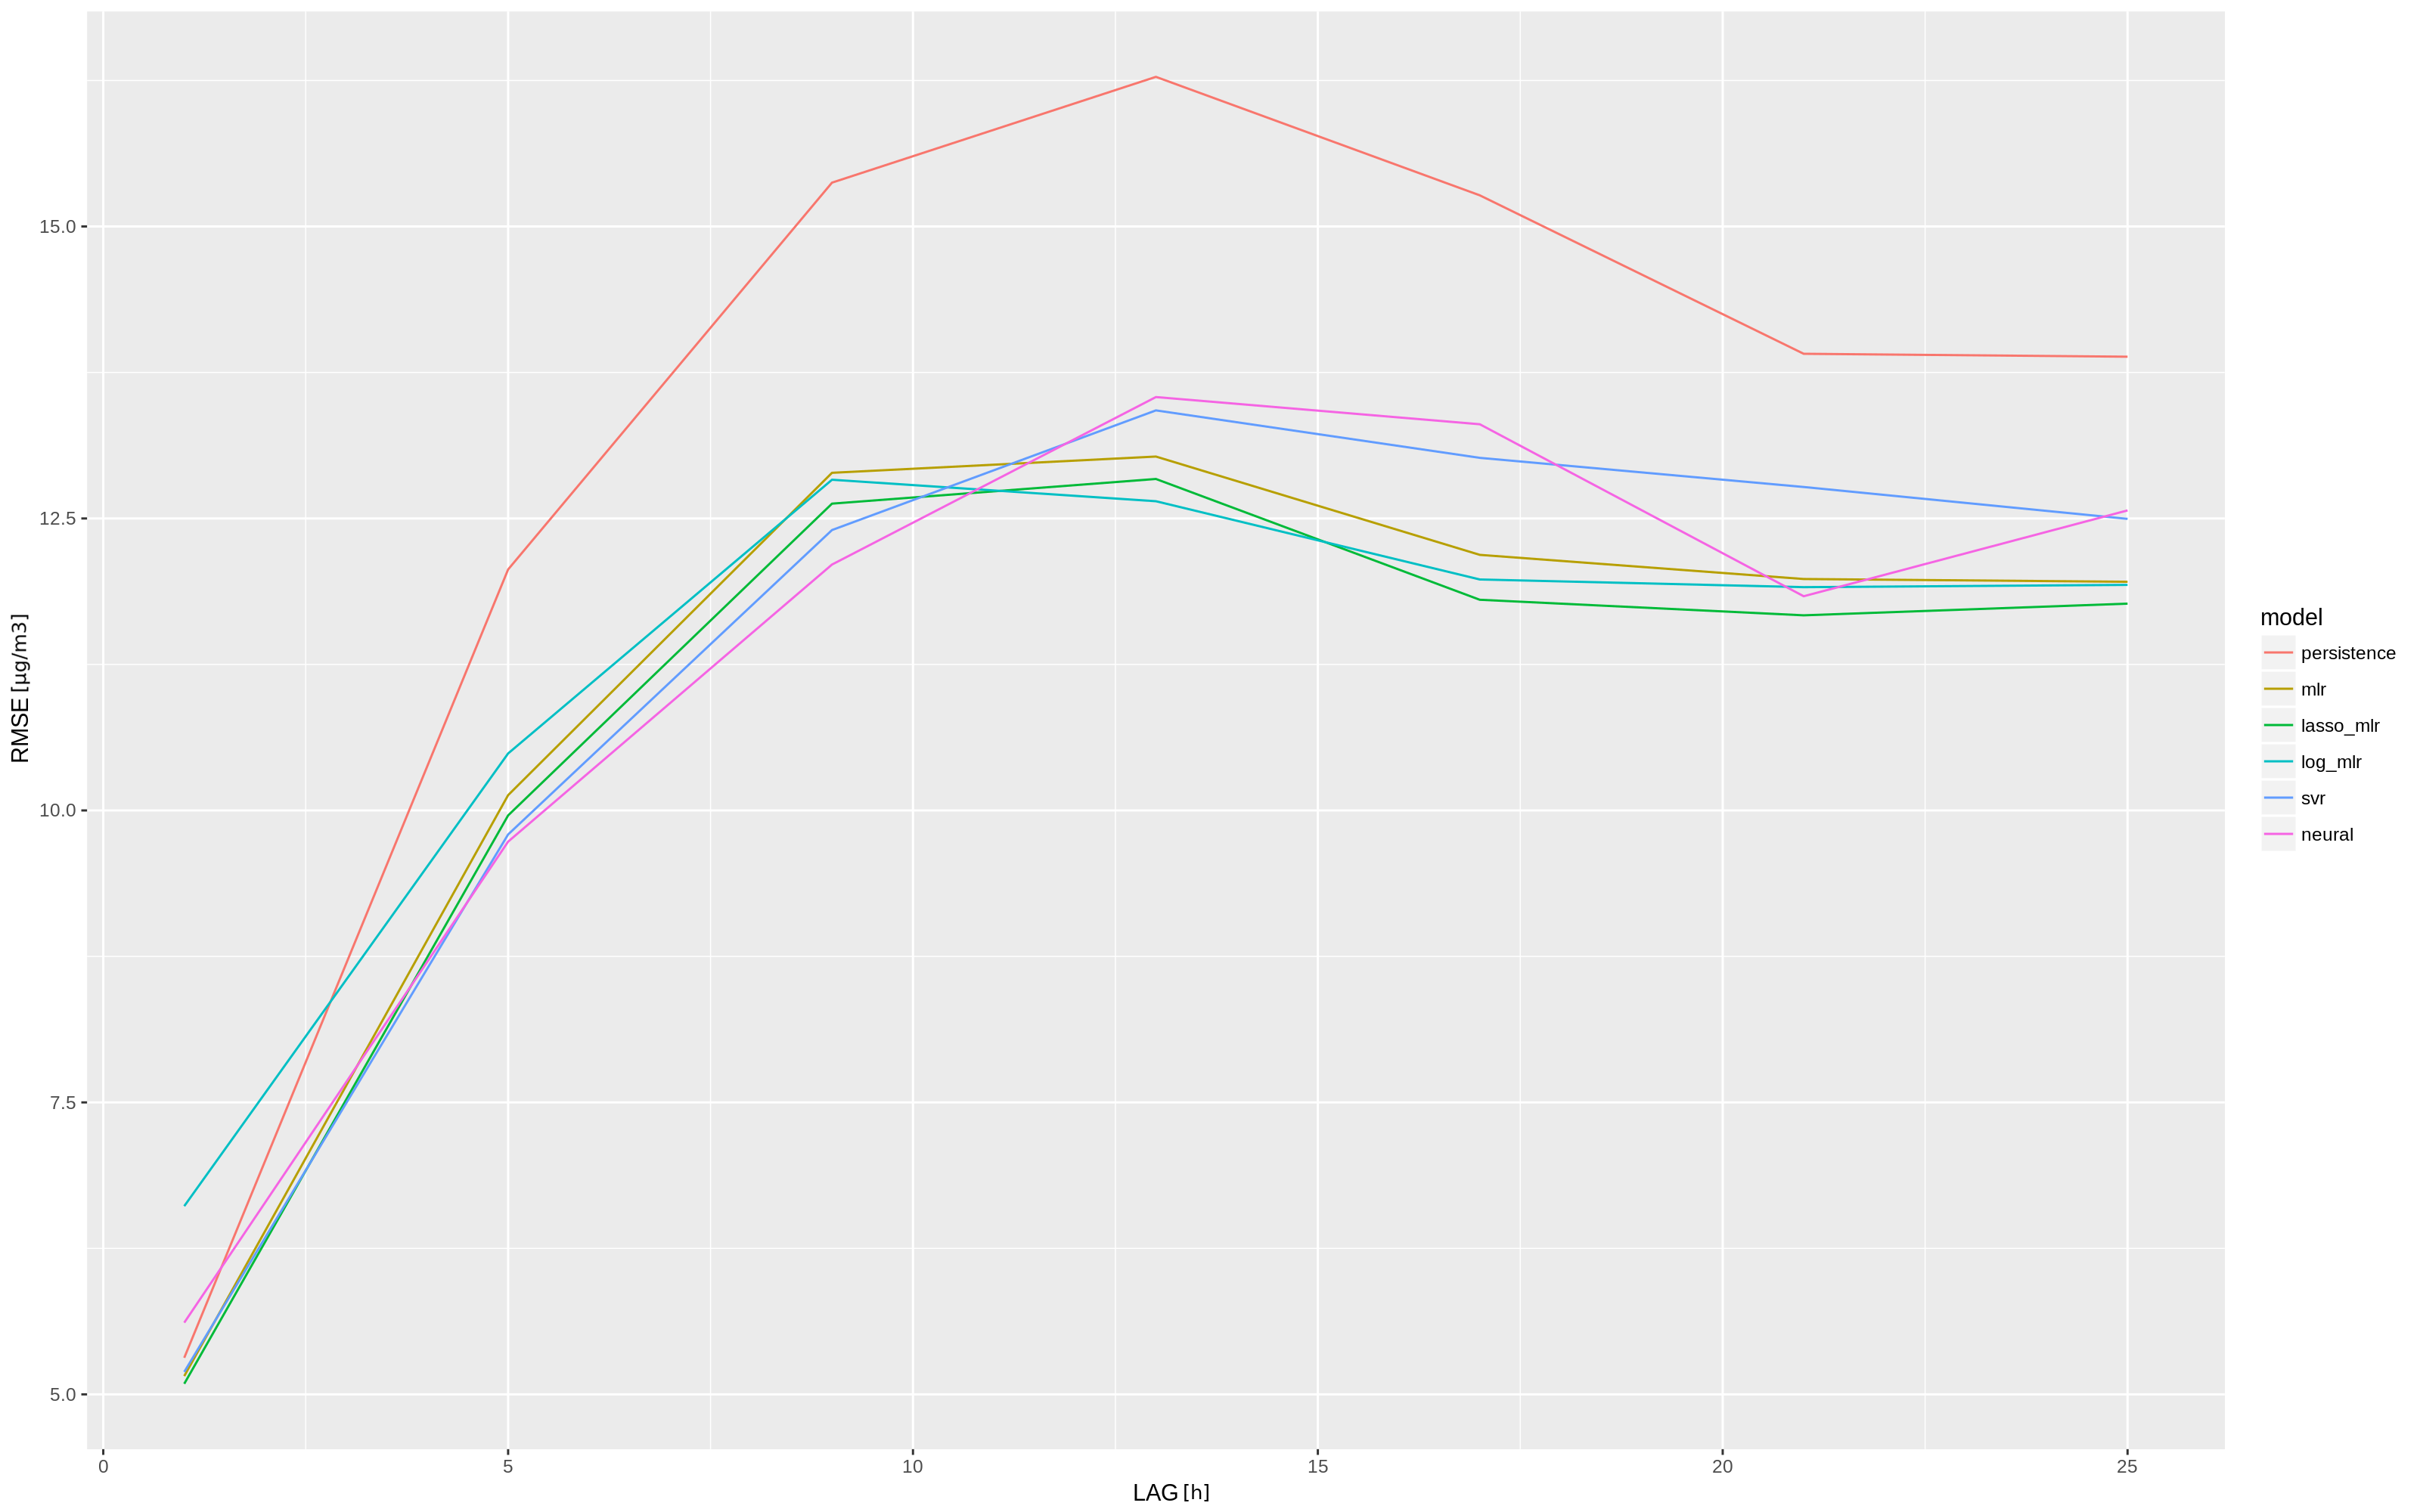 RMSE [µg/m3]
15.0
12.5
10.0
7.5
5.0
0 5 10 15 20 25
LAG [h]
model
persistence
mlr
lasso_mlr
log_mlr
svr
neural